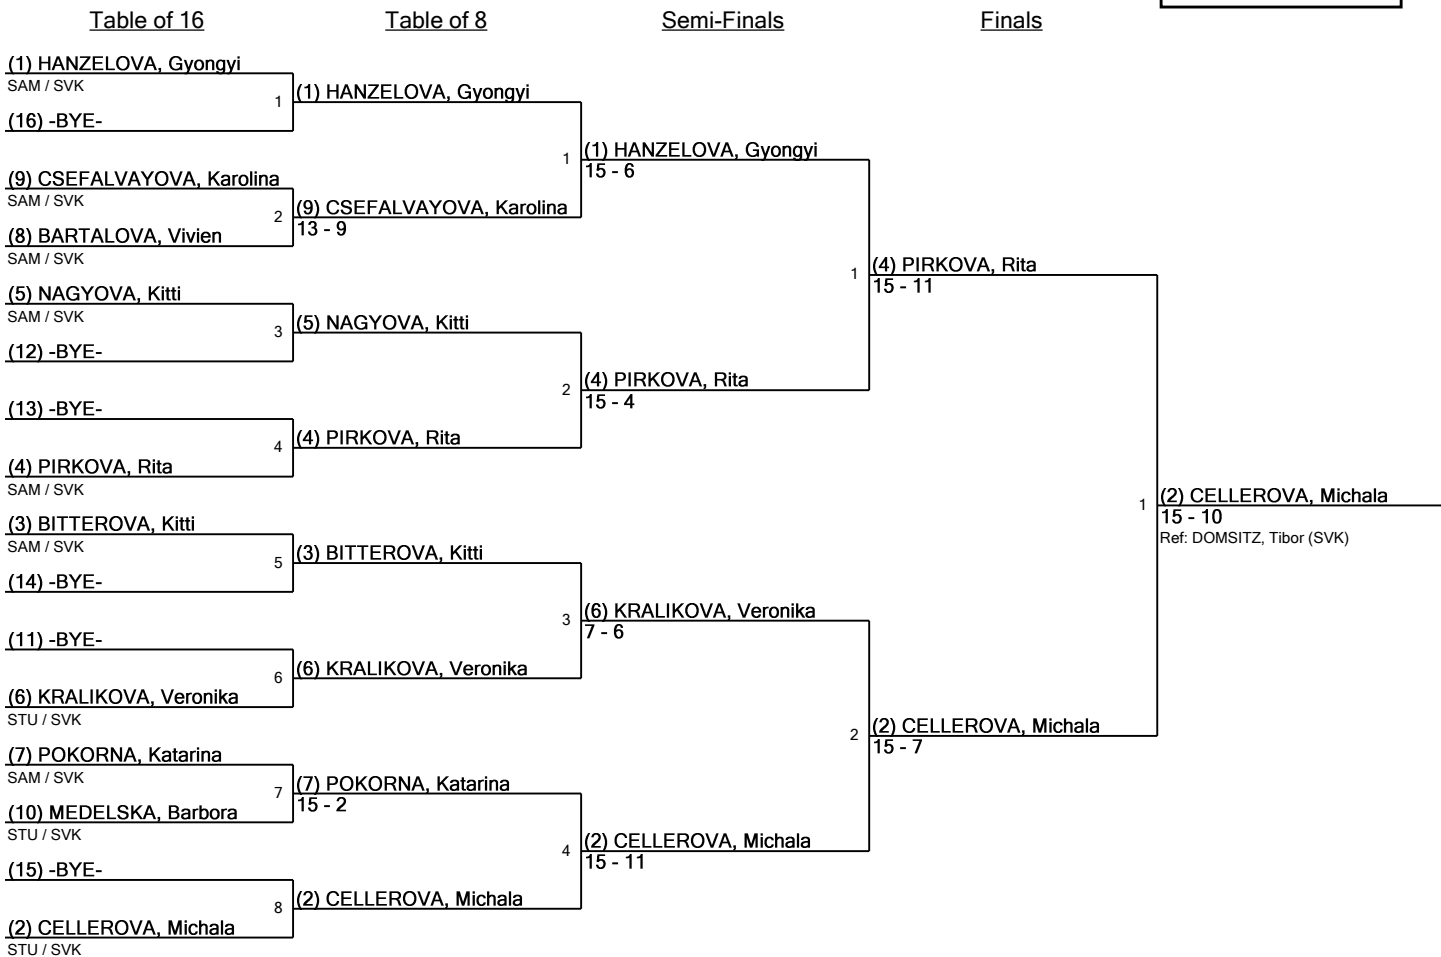 Table of 16
Table of 8
Semi-Finals
Finals
(1) HANZELOVA, Gyongyi
SAM / SVK
1
(16) -BYE-
(9) CSEFALVAYOVA, Karolina
SAM / SVK
2
(8) BARTALOVA, Vivien
SAM / SVK
(5) NAGYOVA, Kitti
SAM / SVK
3
(12) -BYE-
(13) -BYE-
4
(4) PIRKOVA, Rita
SAM / SVK
(3) BITTEROVA, Kitti
SAM / SVK
5
(14) -BYE-
(11) -BYE-
6
(6) KRALIKOVA, Veronika
STU / SVK
(7) POKORNA, Katarina
SAM / SVK
7
(10) MEDELSKA, Barbora
STU / SVK
(15) -BYE-
8
(2) CELLEROVA, Michala
STU / SVK
(1) HANZELOVA, Gyongyi
1
(9) CSEFALVAYOVA, Karolina
13 - 9
(5) NAGYOVA, Kitti
2
(4) PIRKOVA, Rita
(3) BITTEROVA, Kitti
3
(6) KRALIKOVA, Veronika
(7) POKORNA, Katarina
15 - 2
4
(2) CELLEROVA, Michala
(1) HANZELOVA, Gyongyi
15 - 6
1
(4) PIRKOVA, Rita
15 - 4
(6) KRALIKOVA, Veronika
7 - 6
2
(2) CELLEROVA, Michala
15 - 11
(4) PIRKOVA, Rita
15 - 11
1
(2) CELLEROVA, Michala
15 - 7
(2) CELLEROVA, Michala
15 - 10
Ref: DOMSITZ, Tibor (SVK)